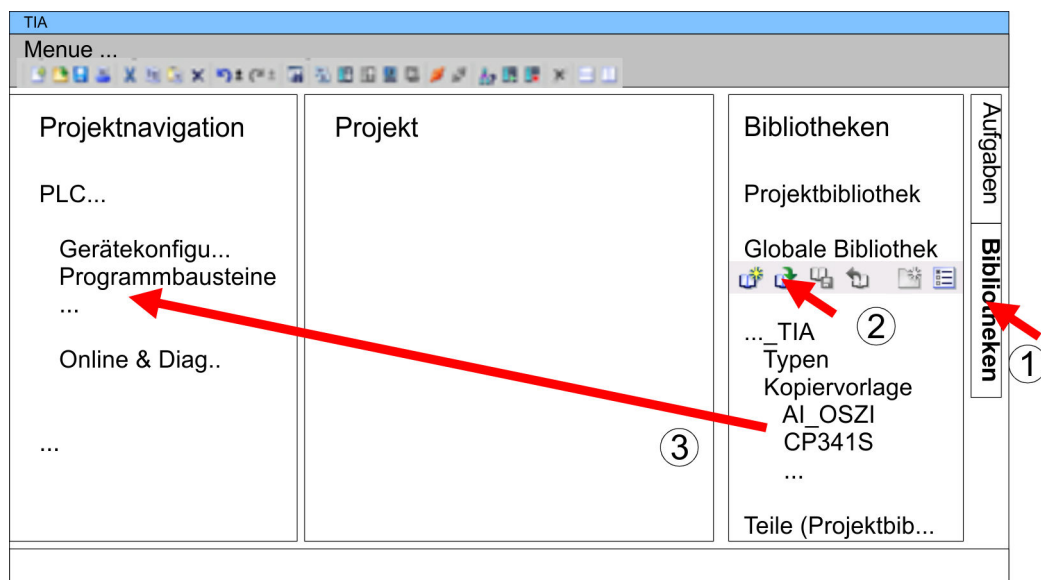 TIA
Menue ...
Projektnavigation
PLC...
Gerätekonfigu...
Programmbausteine
...
Online & Diag..
...
Projekt
③
Bibliotheken
Projektbibliothek
Globale Bibliothek
②
..._TIA
Typen
Kopiervorlage
AI_OSZI
CP341S
...
Teile (Projektbib...
Aufgaben
Bibliotheken
①